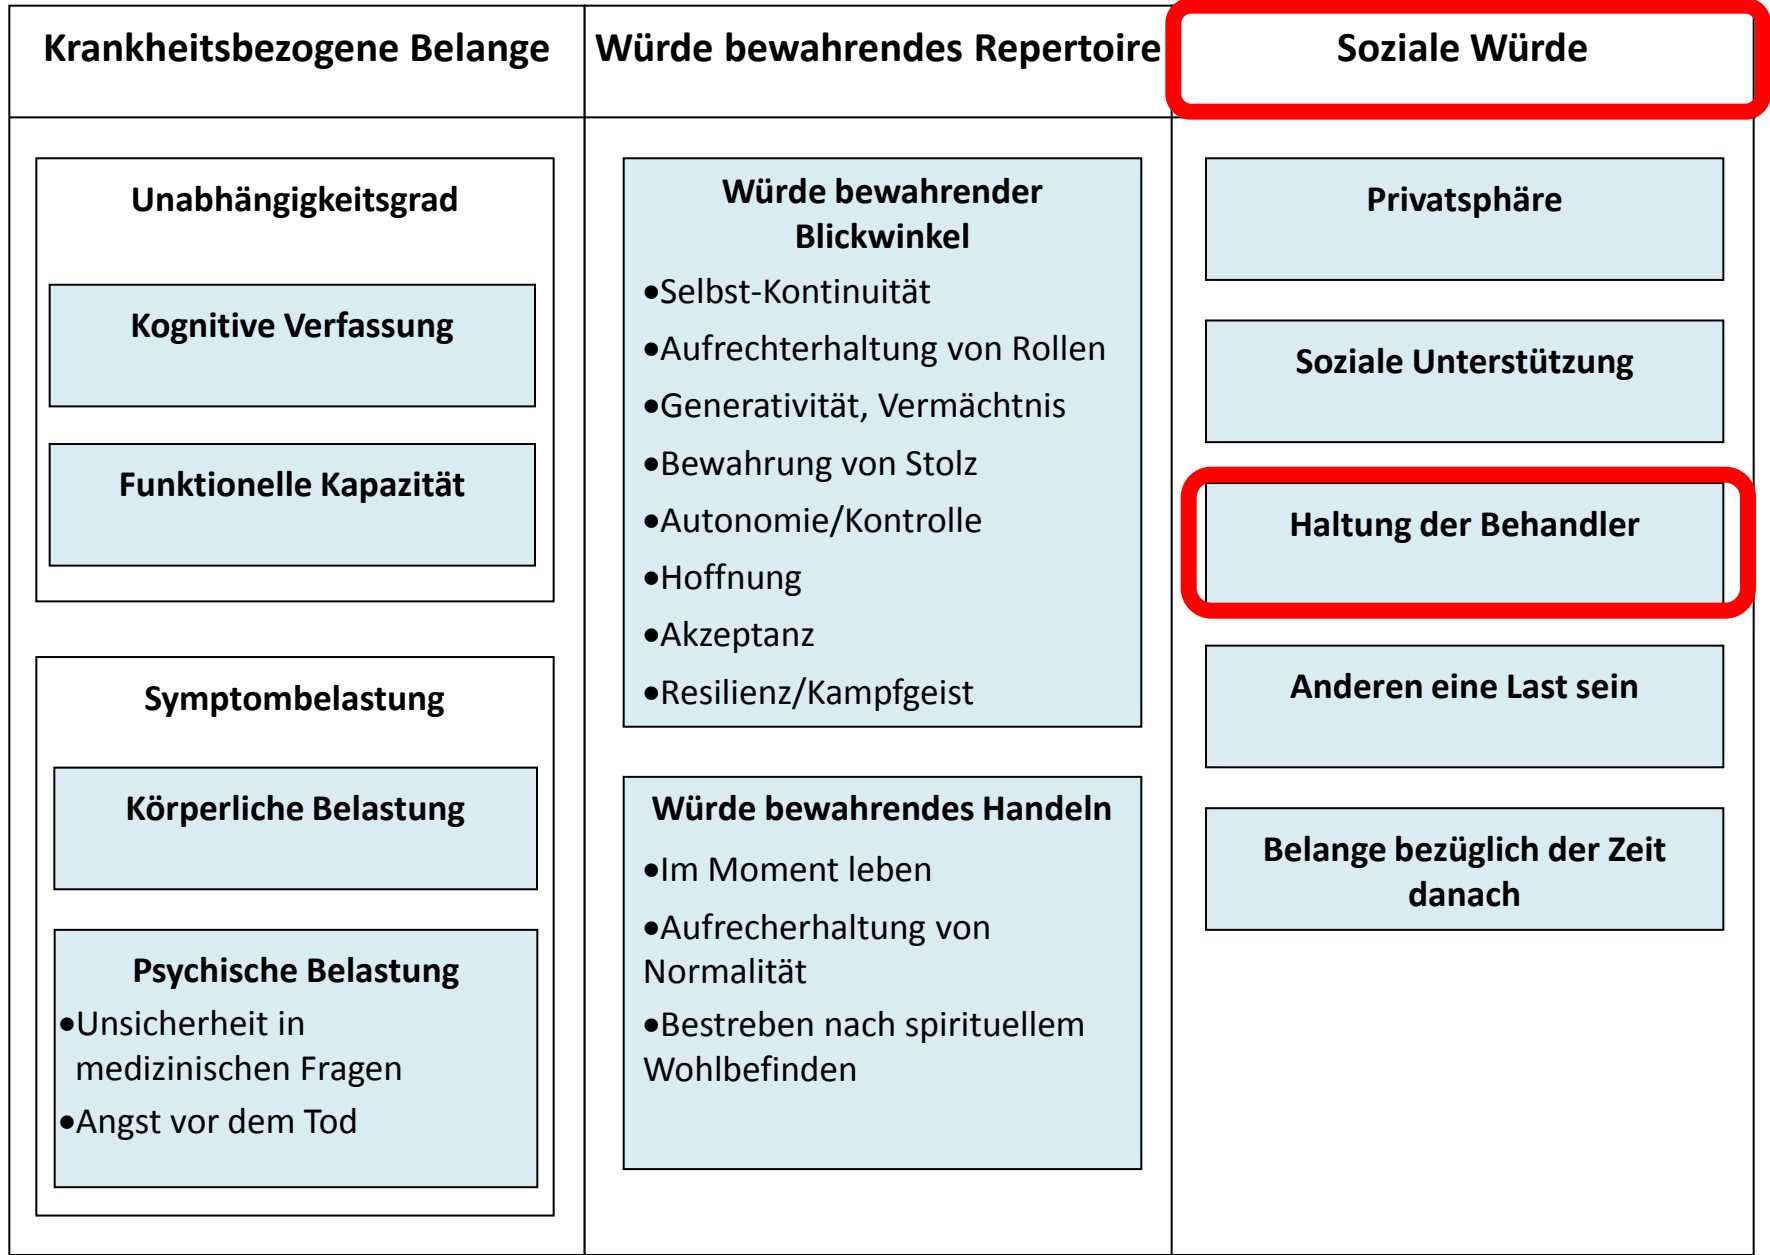 Krankheitsbezogene Belange
Würde bewahrendes Repertoire
Soziale Würde
Unabhängigkeitsgrad
Kognitive Verfassung
Funktionelle Kapazität
Symptombelastung
Körperliche Belastung
Psychische Belastung
•Unsicherheit in
medizinischen Fragen
•Angst vor dem Tod
Würde bewahrender
Blickwinkel
•Selbst-Kontinuität
•Aufrechterhaltung von Rollen
•Generativität, Vermächtnis
•Bewahrung von Stolz
•Autonomie/Kontrolle
•Hoffnung
•Akzeptanz
•Resilienz/Kampfgeist
Würde bewahrendes Handeln
•Im Moment leben
•Aufrecherhaltung von
Normalität
•Bestreben nach spirituellem
Wohlbefinden
Privatsphäre
Soziale Unterstützung
Haltung der Behandler
Anderen eine Last sein
Belange bezüglich der Zeit
danach